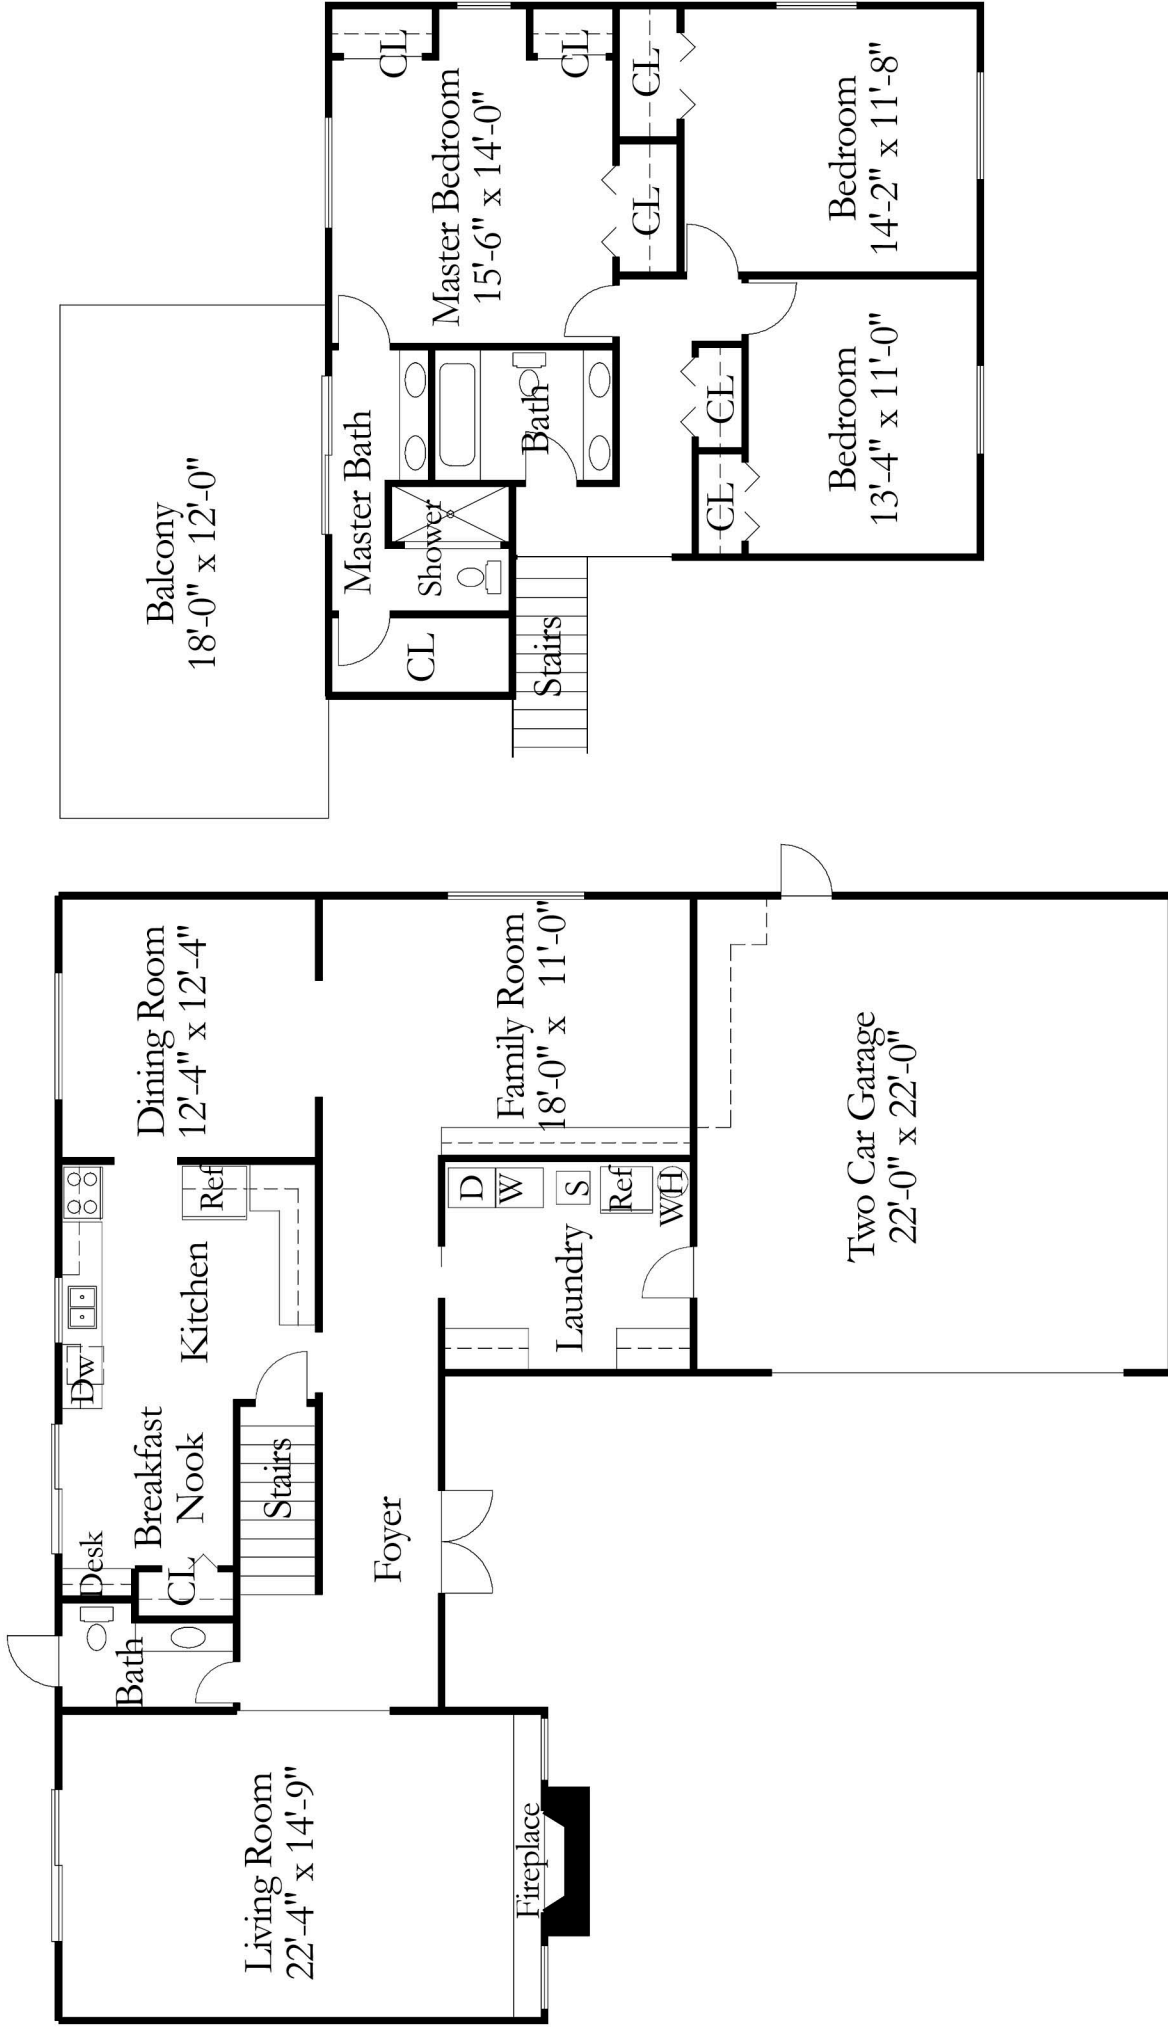 Living Room
22'-4" x 14'-9"
Fireplace
Bath
CL
Desk
Breakfast
Nook
Stairs
Foyer
Dw
Kitchen
Ref
Dining Room
12'-4" x 12'-4"
Family Room
18'-0" x 11'-0"
Laundry
D
W
S
Ref
WH
Two Car Garage
22'-0" x 22'-0"
Balcony
18'-0" x 12'-0"
Master Bath
CL
Shower
Stairs
Bath
Master Bedroom
15'-6" x 14'-0"
CL
CL
CL
CL
CL
CL
Bedroom
13'-4" x 11'-0"
Bedroom
14'-2" x 11'-8"